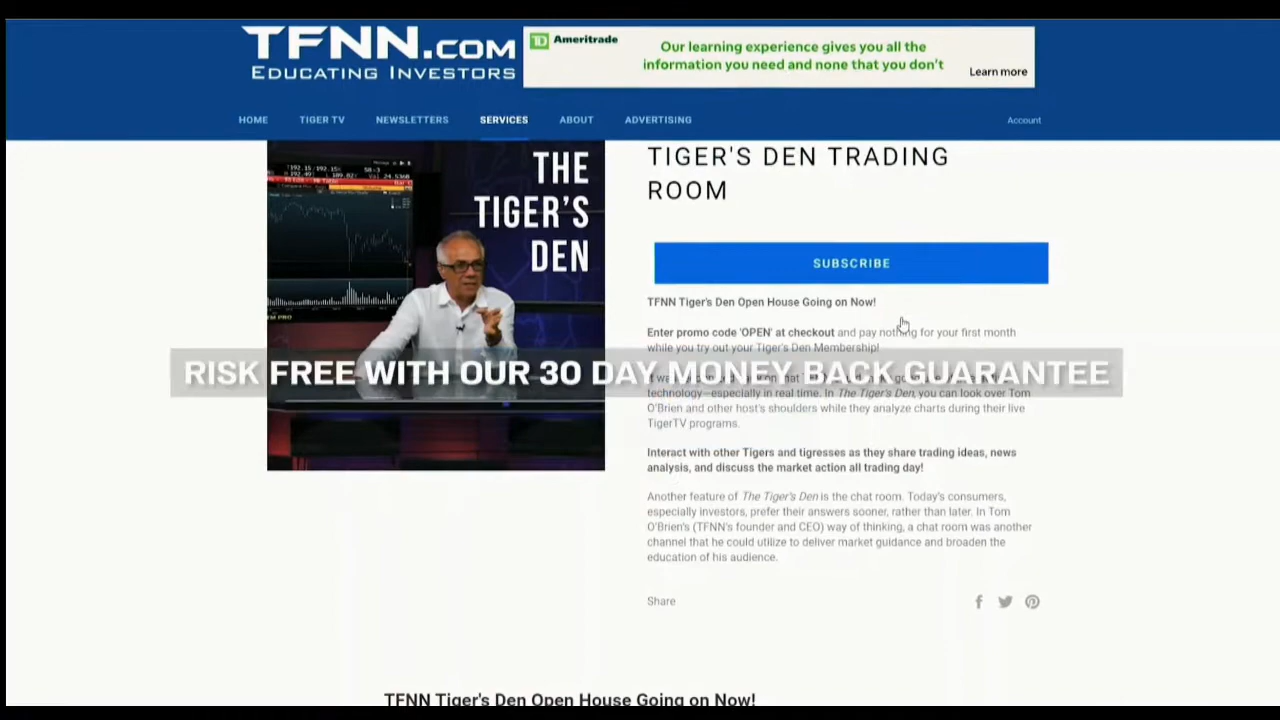 TFNN.COM
EDUCATING INVESTORS
TD Ameritrade
Our learning experience gives you all the
information you need and none that you don't
Learn more
HOME TIGER TV NEWSLETTERS SERVICES ABOUT ADVERTISING Account
THE
TIGER'S
DEN
TIGER'S DEN TRADING
ROOM
SUBSCRIBE
TFNN Tiger's Den Open House Going on Now!
Enter promo code 'OPEN' at checkout and pay nothing for your first month
while you try out your Tiger's Den Membership!
RISK FREE WITH OUR 30 DAY MONEY BACK GUARANTEE
technology—especially in real time. In The Tiger's Den, you can look over Tom
O'Brien and other host's shoulders while they analyze charts during their live
TigerTV programs.
Interact with other Tigers and tigresses as they share trading ideas, news
analysis, and discuss the market action all trading day!
Another feature of The Tiger's Den is the chat room. Today's consumers,
especially investors, prefer their answers sooner, rather than later. In Tom
O'Brien's (TFNN's founder and CEO) way of thinking, a chat room was another
channel that he could utilize to deliver market guidance and broaden the
education of his audience.
Share
TFNN Tiger's Den Open House Going on Now!